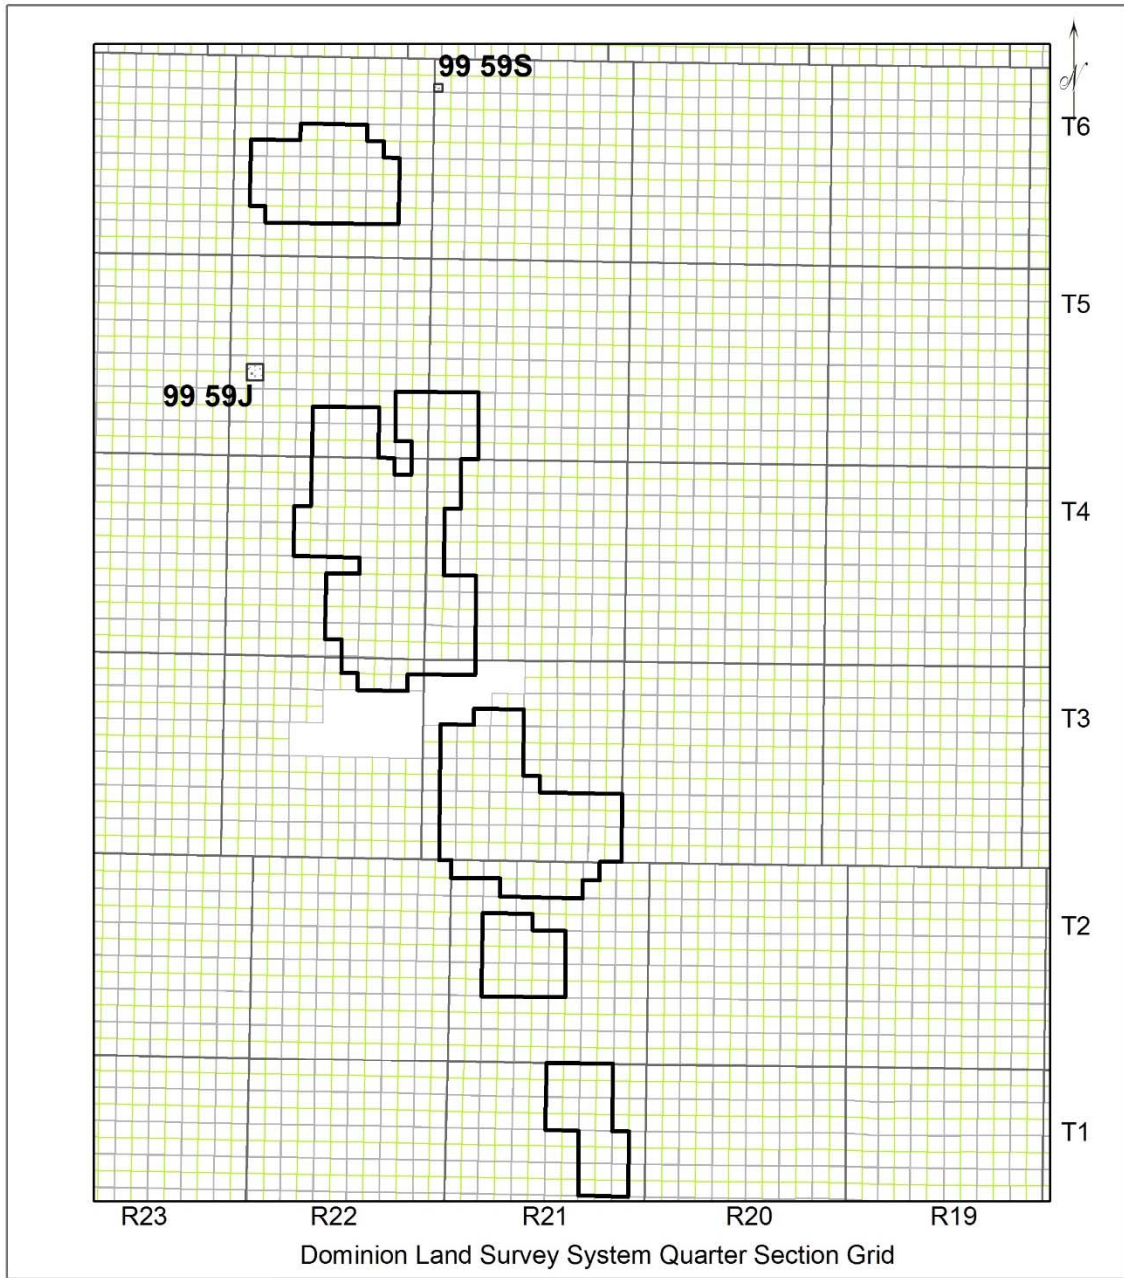 99 59S
N
T6
T5
99 59J
T4
T3
T2
T1
R23 R22 R21 R20 R19
Dominion Land Survey System Quarter Section Grid